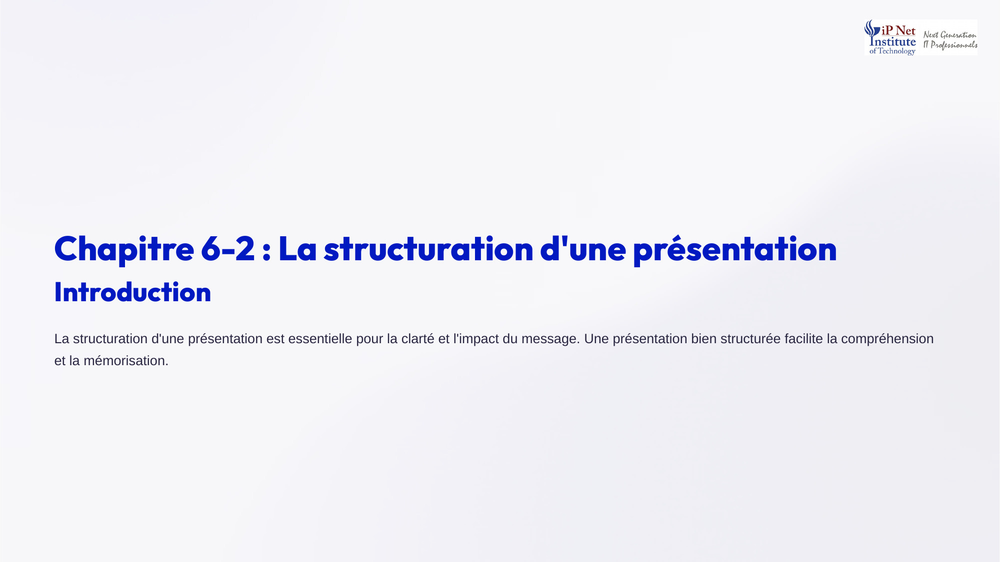 iP Net
Institute
of Technology
Next Generation
IT Professionnels
Chapitre 6-2 : La structuration d'une présentation
Introduction
La structuration d'une présentation est essentielle pour la clarté et l'impact du message. Une présentation bien structurée facilite la compréhension
et la mémorisation.